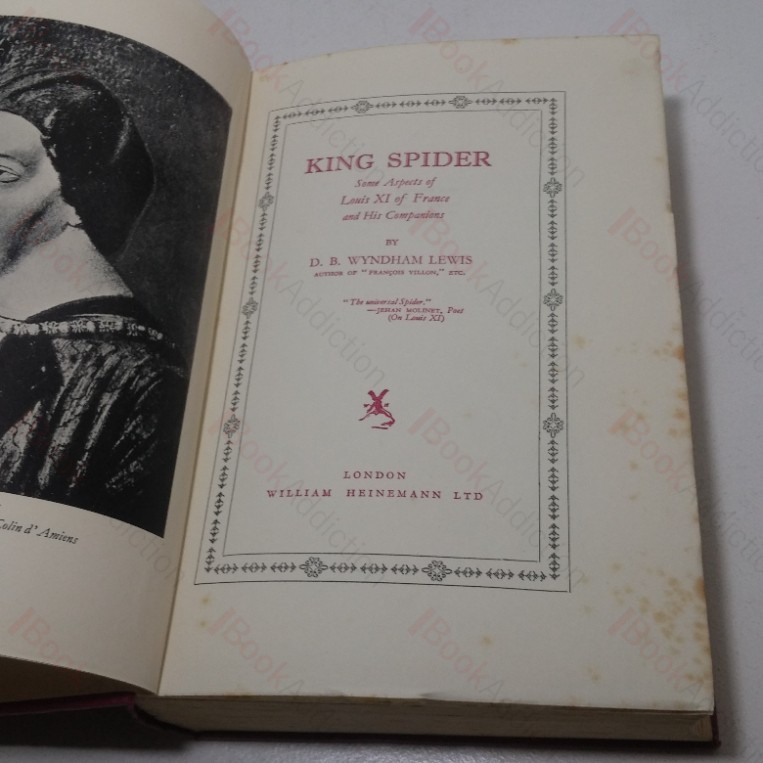 KING SPIDER
Some Aspects of
Louis XI of France
and His Companions
BY
D. B. WYNDHAM LEWIS
AUTHOR OF "FRANÇOIS VILLON," ETC.
"The universal Spider."
—JEHAN MOLINET, Poet
(On Louis XI)
LONDON
WILLIAM HEINEMANN LTD
Colin d' Amiens
BookAddiction